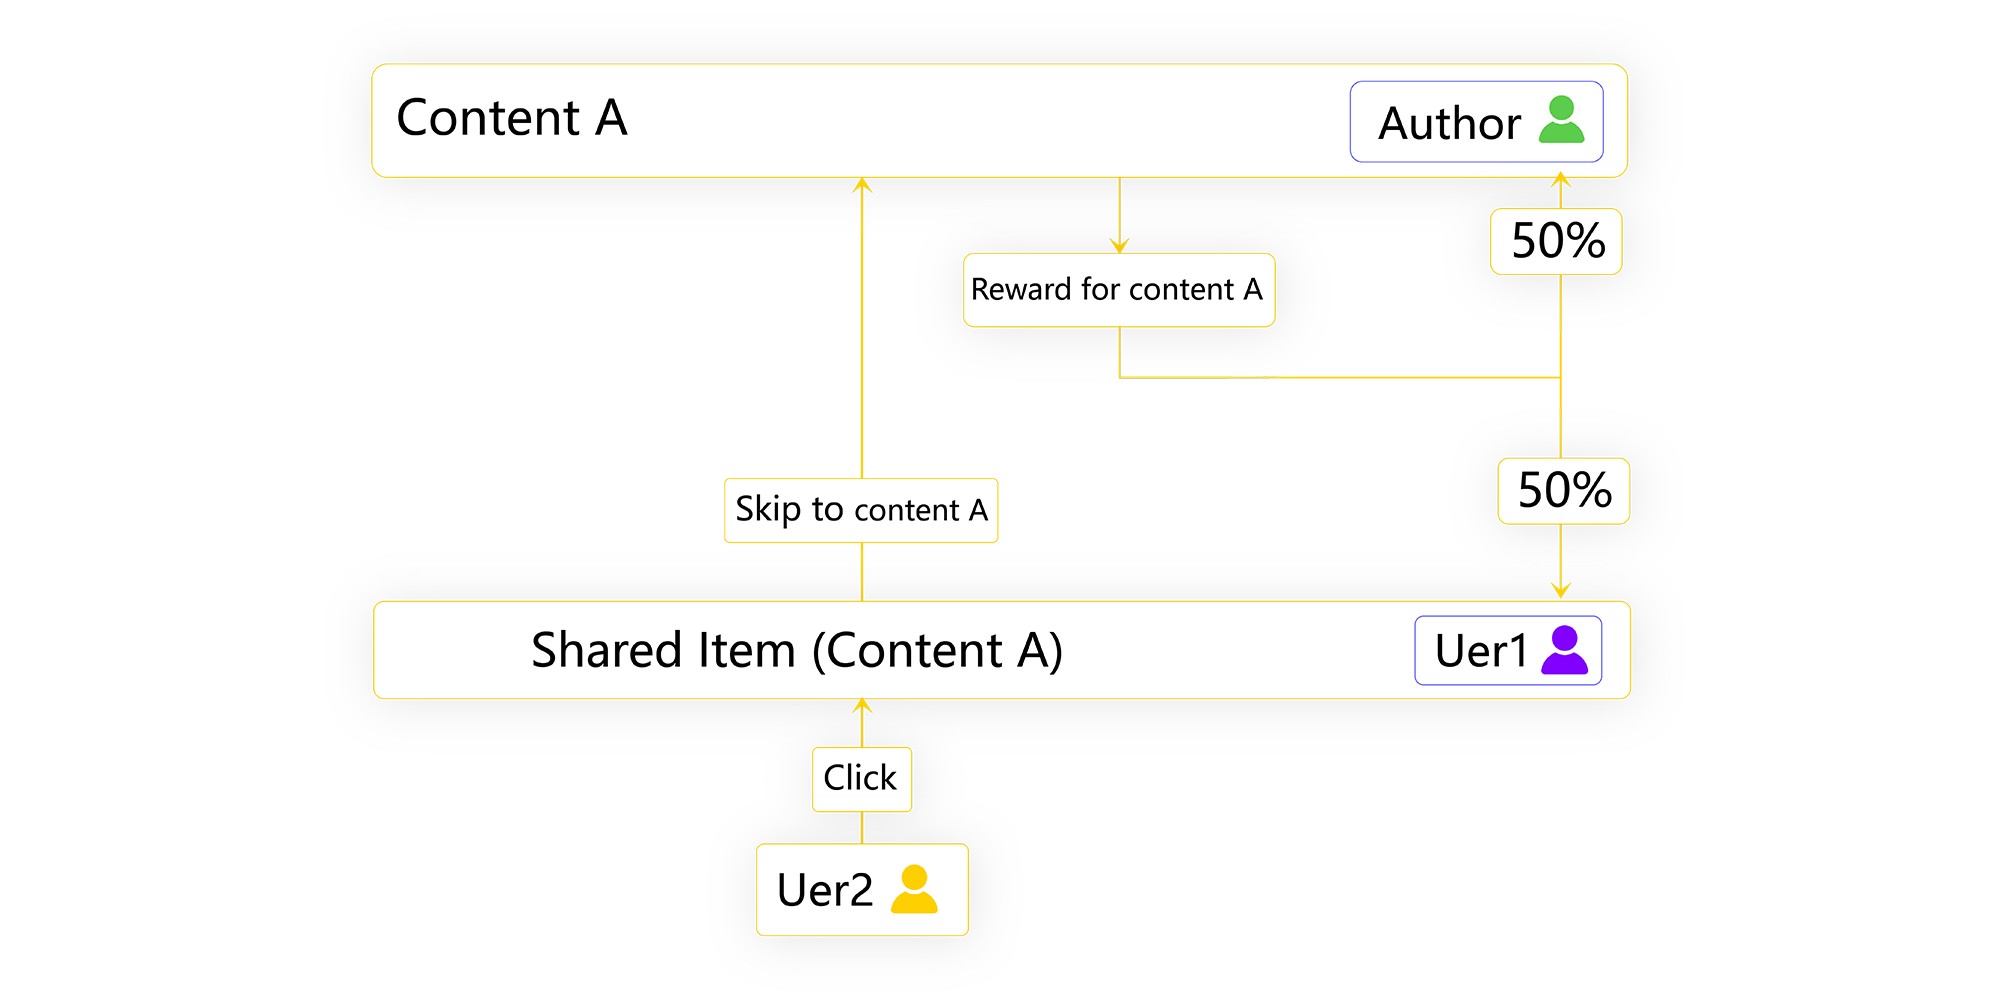 Content A
Author
50%
Reward for content A
50%
Skip to content A
Shared Item (Content A)
Uer1
Click
Uer2